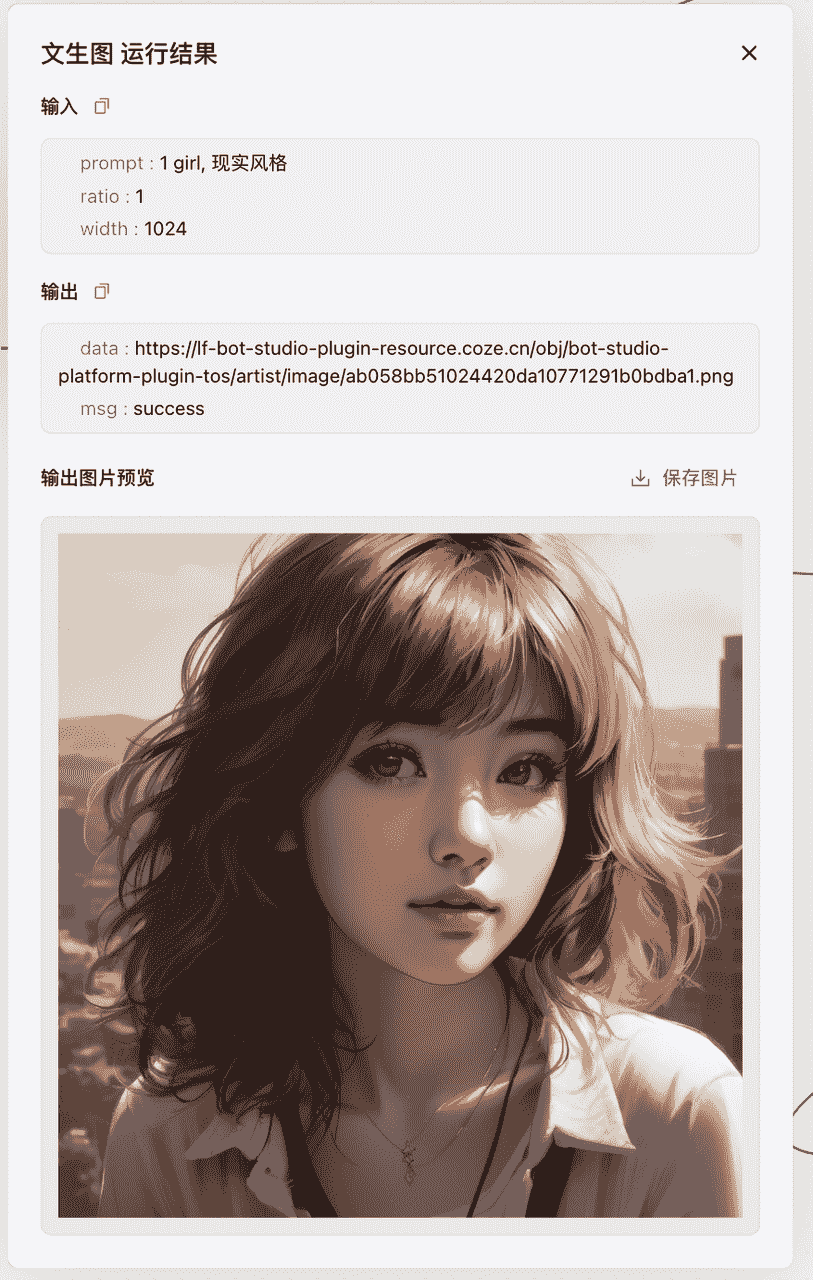 文生图 运行结果
输入
prompt : 1 girl, 现实风格
ratio : 1
width : 1024
输出
data : https://lf-bot-studio-plugin-resource.coze.cn/obj/bot-studio-
platform-plugin-tos/artist/image/ab058bb51024420da10771291b0bdba1.png
msg : success
输出图片预览
保存图片